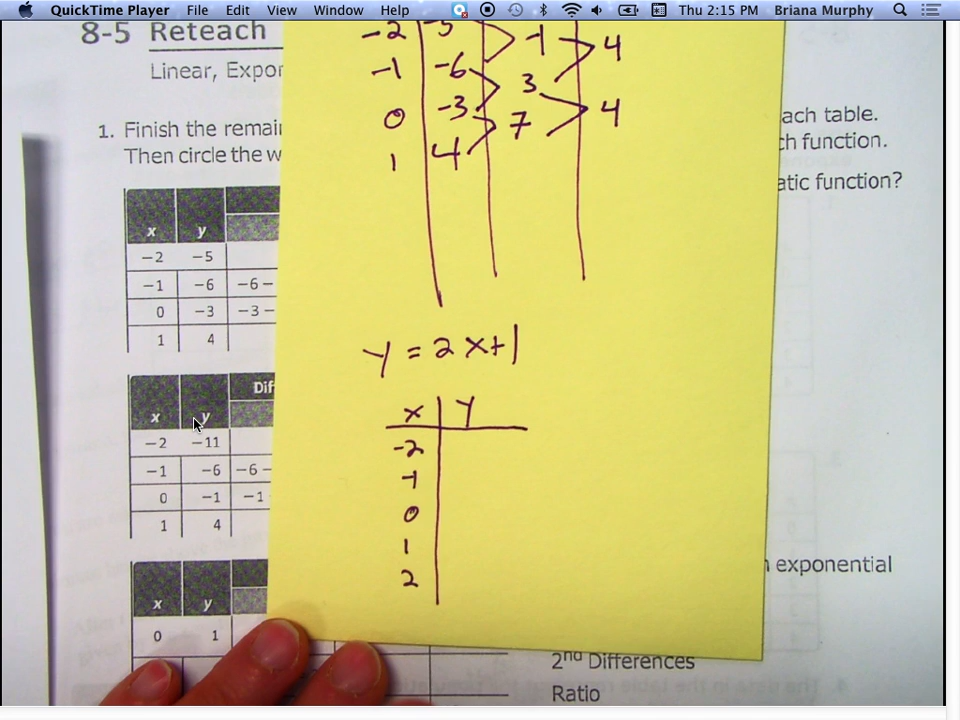 QuickTime Player File Edit View Window Help Thu 2:15 PM Briana Murphy
8-5 Reteach
Linear,
1. Finish the
Then circle the
ach table.
ch function.
atic function?
x y
-2 -5
-1 -6 -6 -
0 -3 -3 -
1 4
x y Dif
-2 -11
-1 -6 -6 -
0 -1 -1
1 4
x y
0 1
-2 -5 -1 4
-1 -6 3
0 -3 7 4
1 4
y = 2x+1
x y
-2
-1
0
1
2
exponential
2nd Differences
Ratio